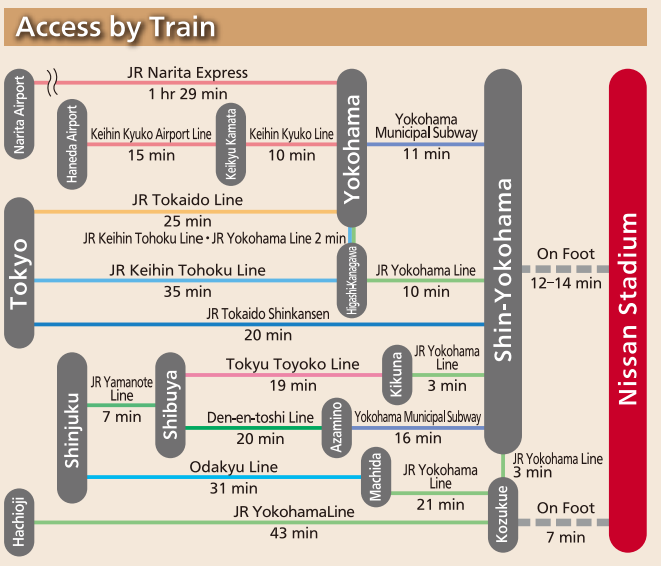 Access by Train
Narita Airport
JR Narita Express
1 hr 29 min
Haneda Airport
Keihin Kyuko Airport Line
15 min
Keikyu Kamata
Keihin Kyuko Line
10 min
Yokohama
Yokohama
Municipal Subway
11 min
Shin-Yokohama
Nissan Stadium
Tokyo
JR Tokaido Line
25 min
JR Keihin Tohoku Line・JR Yokohama Line 2 min
JR Keihin Tohoku Line
35 min
Higashi-Kanagawa
JR Yokohama Line
10 min
On Foot
12–14 min
JR Tokaido Shinkansen
20 min
Shinjuku
JR Yamanote
Line
7 min
Shibuya
Tokyu Toyoko Line
19 min
Kikuna
JR Yokohama
Line
3 min
Den-en-toshi Line
20 min
Azamino
Yokohama Municipal Subway
16 min
Odakyu Line
31 min
Machida
JR Yokohama
Line
21 min
JR Yokohama Line
3 min
Hachioji
JR YokohamaLine
43 min
Kozukue
On Foot
7 min